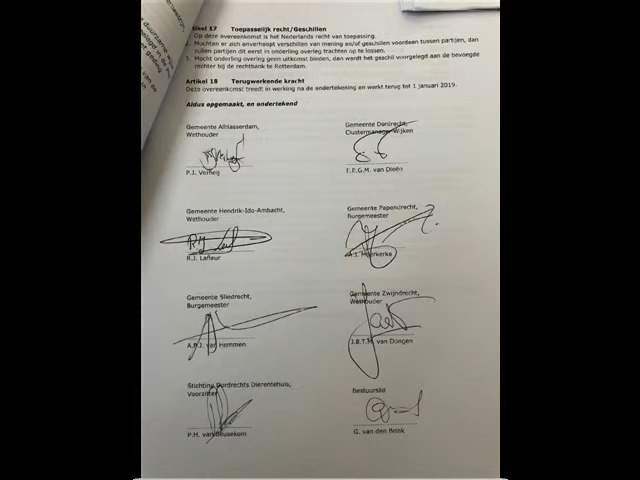 ikel 17 Toepasselijk recht/Geschillen
Op deze overeenkomst is het Nederlands recht van toepassing.
2. Mochten er zich onverhoopt verschillen van mening en/of geschillen voordoen tussen partijen, dan
zullen partijen dit eerst in onderling overleg trachten op te lossen.
3. Mocht onderling overleg geen uitkomst bieden, dan wordt het geschil voorgelegd aan de bevoegde
rechter bij de rechtbank te Rotterdam.
Artikel 18 Terugwerkende kracht
Deze overeenkomst treedt in werking na de ondertekening en werkt terug tot 1 januari 2019.
Aldus opgemaakt, en ondertekend
Gemeente Alblasserdam,
Wethouder
P.J. Verheij
Gemeente Dordrecht,
Clustermanager Wijken
F.E.G.M. van Dieën
Gemeente Hendrik-Ido-Ambacht,
Wethouder
R.J. Lafleur
Gemeente Papendrecht,
Burgemeester
A.J. Moerkerke
Gemeente Sliedrecht,
Burgemeester
A.P.J. van Hemmen
Gemeente Zwijndrecht,
Wethouder
J.B.T.M. van Dongen
Stichting Dordrechts Dierentehuis,
Voorzitter
P.H. van Beusekom
Bestuurslid
G. van den Brink